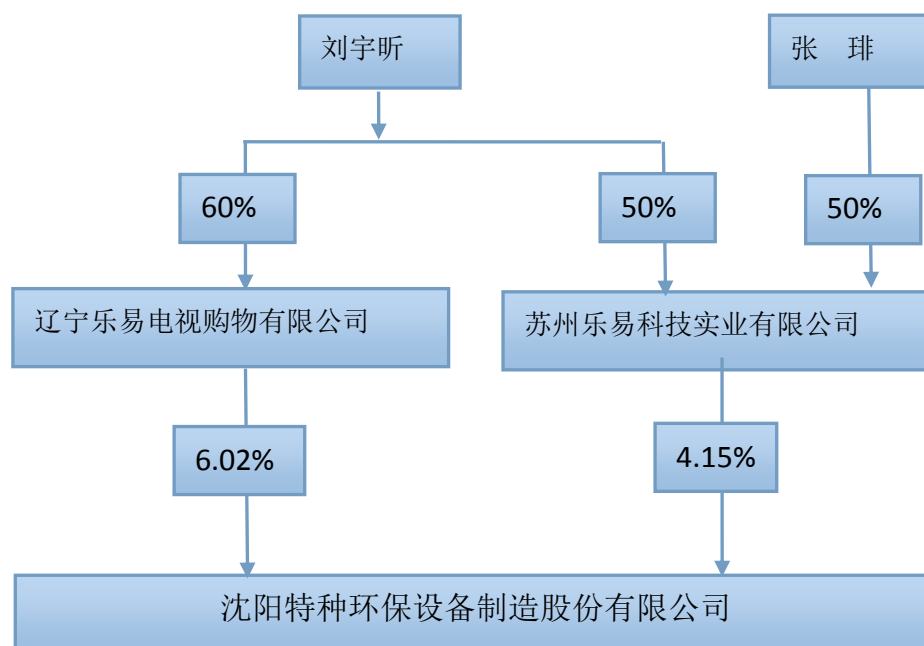 刘宇昕
张 琲
60%
50%
50%
辽宁乐易电视购物有限公司
苏州乐易科技实业有限公司
6.02%
4.15%
沈阳特种环保设备制造股份有限公司